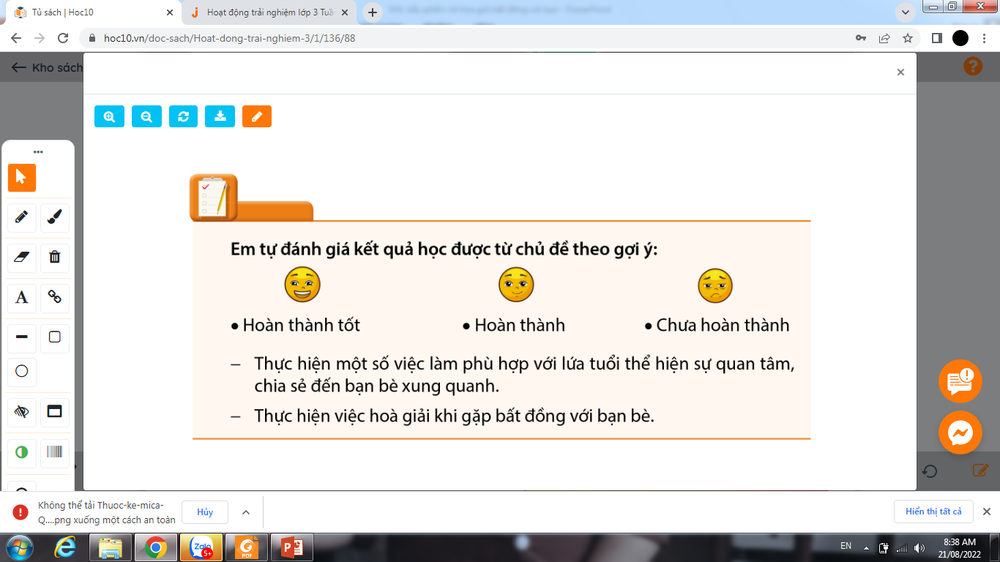 Tủ sách | Hoc10
Hoạt động trải nghiệm lớp 3 Tuầ
hoc10.vn/doc-sach/Hoat-dong-trai-nghiem-3/1/136/88
Kho sách
Em tự đánh giá kết quả học được từ chủ đề theo gợi ý:
• Hoàn thành tốt • Hoàn thành • Chưa hoàn thành
– Thực hiện một số việc làm phù hợp với lứa tuổi thể hiện sự quan tâm,
chia sẻ đến bạn bè xung quanh.
– Thực hiện việc hoà giải khi gặp bất đồng với bạn bè.
A
Không thể tải Thuoc-ke-mica-
Q....png xuống một cách an toàn
Hủy
Hiển thị tất cả
Zalo
5+
PDF
P
EN
8:38 AM
21/08/2022